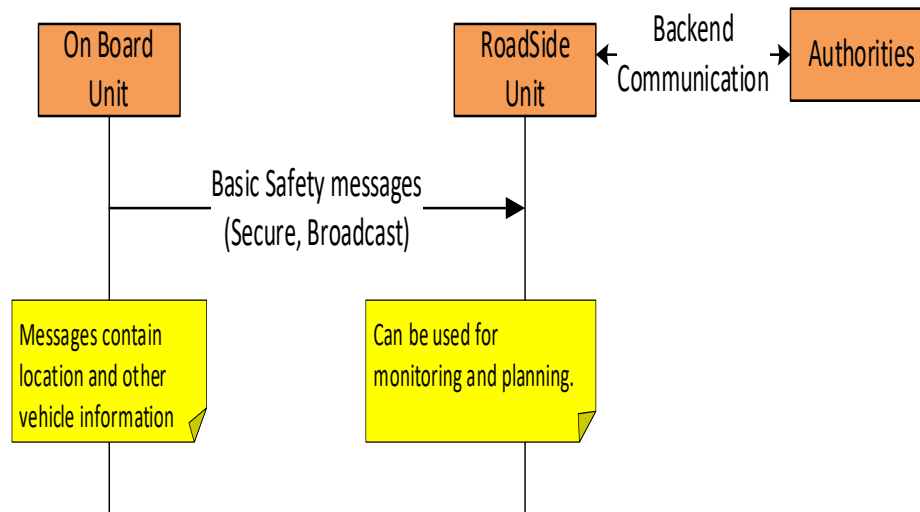 On Board
Unit
RoadSide
Unit
Backend
Communication
Authorities
Basic Safety messages
(Secure, Broadcast)
Messages contain
location and other
vehicle information
Can be used for
monitoring and planning.